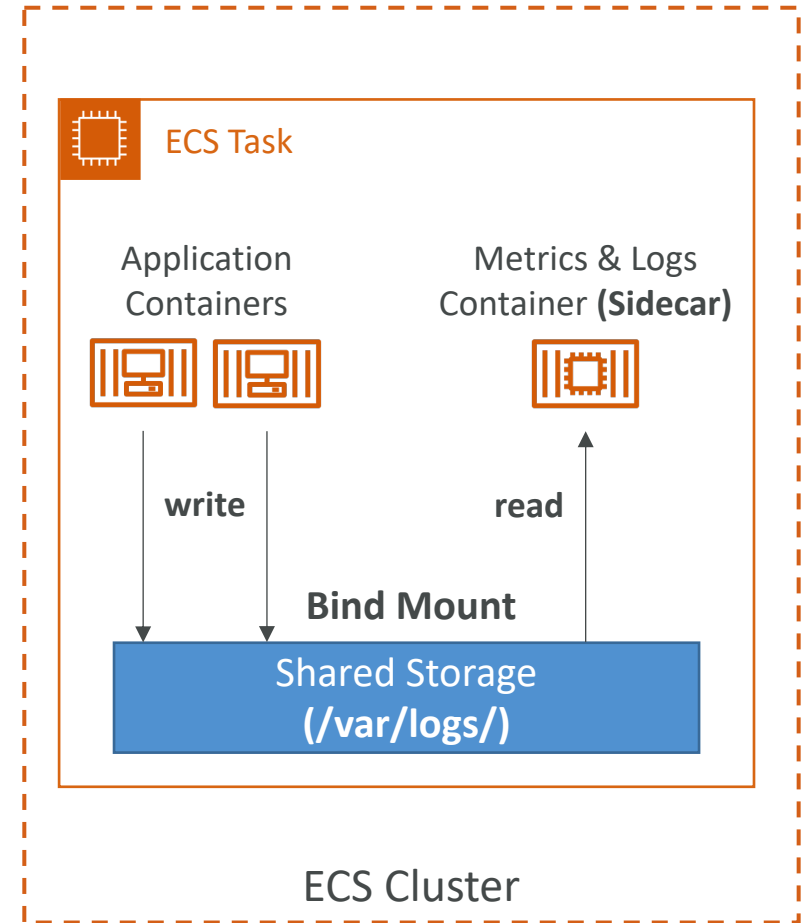 ECS Task
Application
Containers
Metrics & Logs
Container (Sidecar)
write
read
Bind Mount
Shared Storage
(/var/logs/)
ECS Cluster